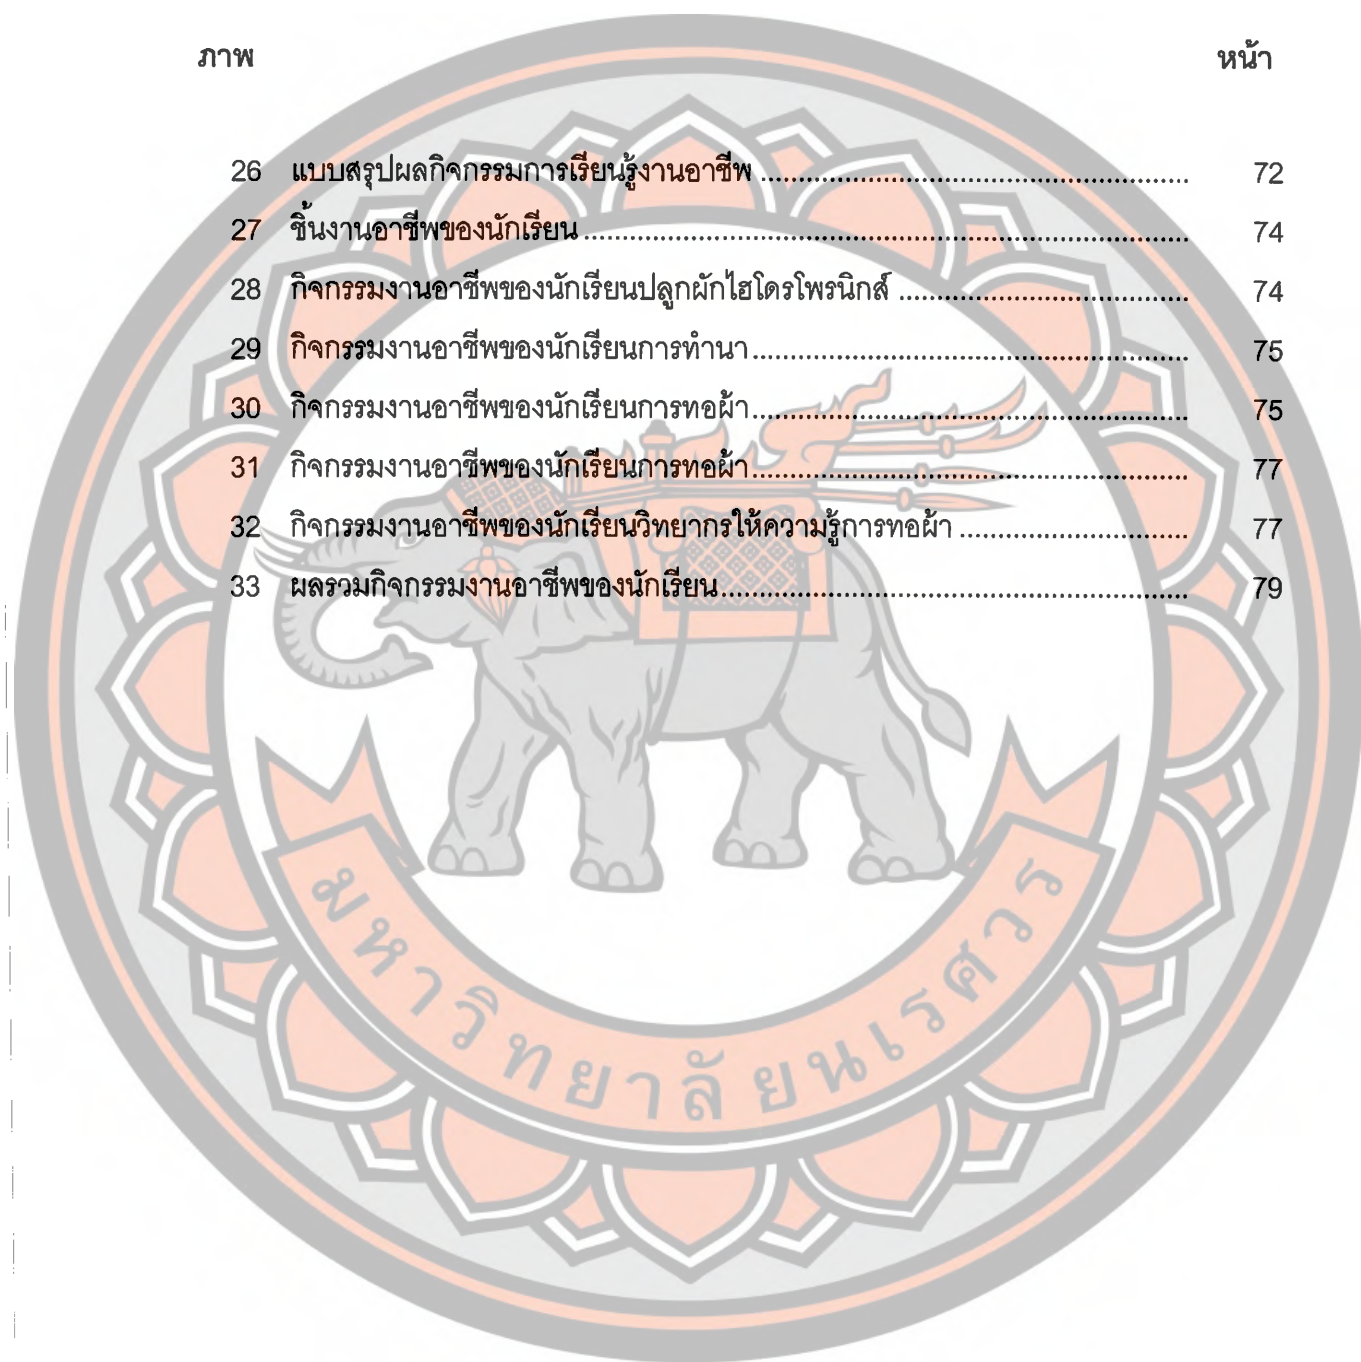 ภาพ หน้า
26 แบบสรุปผลกิจกรรมการเรียนรู้งานอาชีพ ........................................................ 72
27 ชิ้นงานอาชีพของนักเรียน ................................................................................ 74
28 กิจกรรมงานอาชีพของนักเรียนปลูกผักไฮโดรโพรนิกส์ ...................................... 74
29 กิจกรรมงานอาชีพของนักเรียนการทำนา.......................................................... 75
30 กิจกรรมงานอาชีพของนักเรียนการทอผ้า.......................................................... 75
31 กิจกรรมงานอาชีพของนักเรียนการทอผ้า.......................................................... 77
32 กิจกรรมงานอาชีพของนักเรียนวิทยากรให้ความรู้การทอผ้า .............................. 77
33 ผลรวมกิจกรรมงานอาชีพของนักเรียน.............................................................. 79
มหาวิทยาลัยนเรศวร